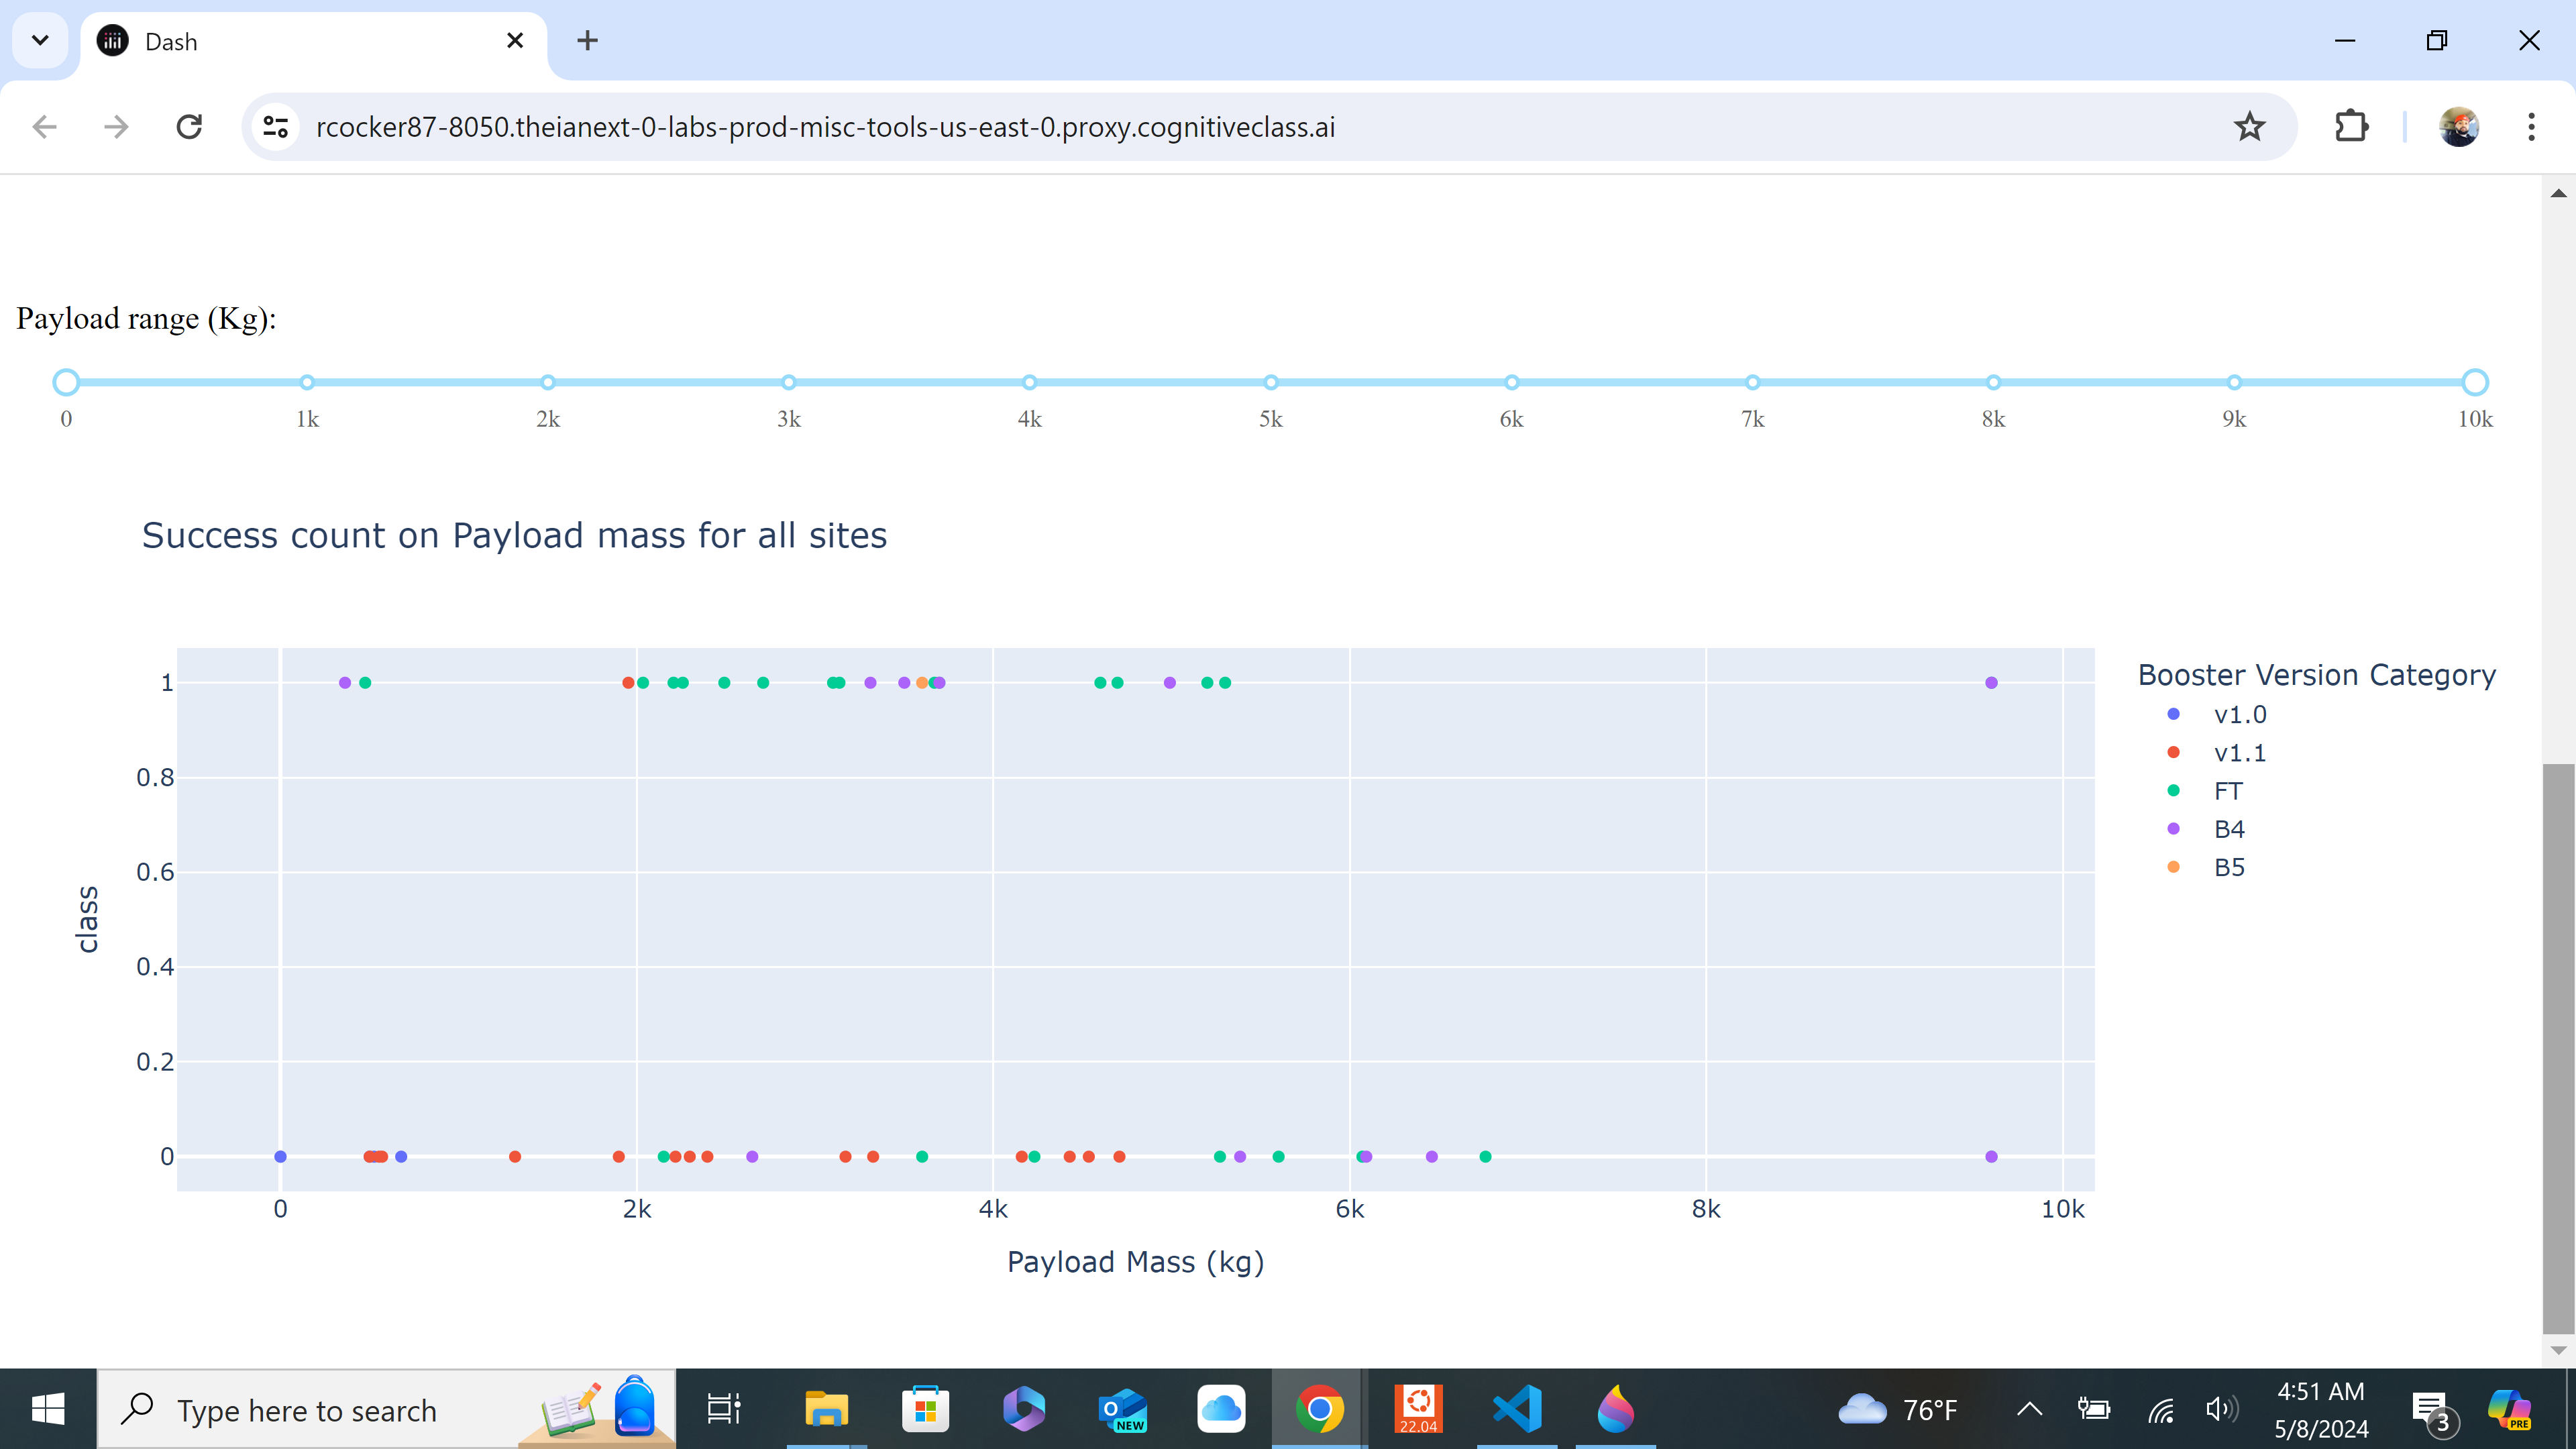 Dash
rcocker87-8050.theianext-0-labs-prod-misc-tools-us-east-0.proxy.cognitiveclass.ai
Payload range (Kg):
0 1k 2k 3k 4k 5k 6k 7k 8k 9k 10k
Success count on Payload mass for all sites
Booster Version Category
v1.0
v1.1
FT
B4
B5
class
1
0.8
0.6
0.4
0.2
0
0 2k 4k 6k 8k 10k
Payload Mass (kg)
Type here to search
O
NEW
22.04
76°F
4:51 AM
5/8/2024
3
PRE